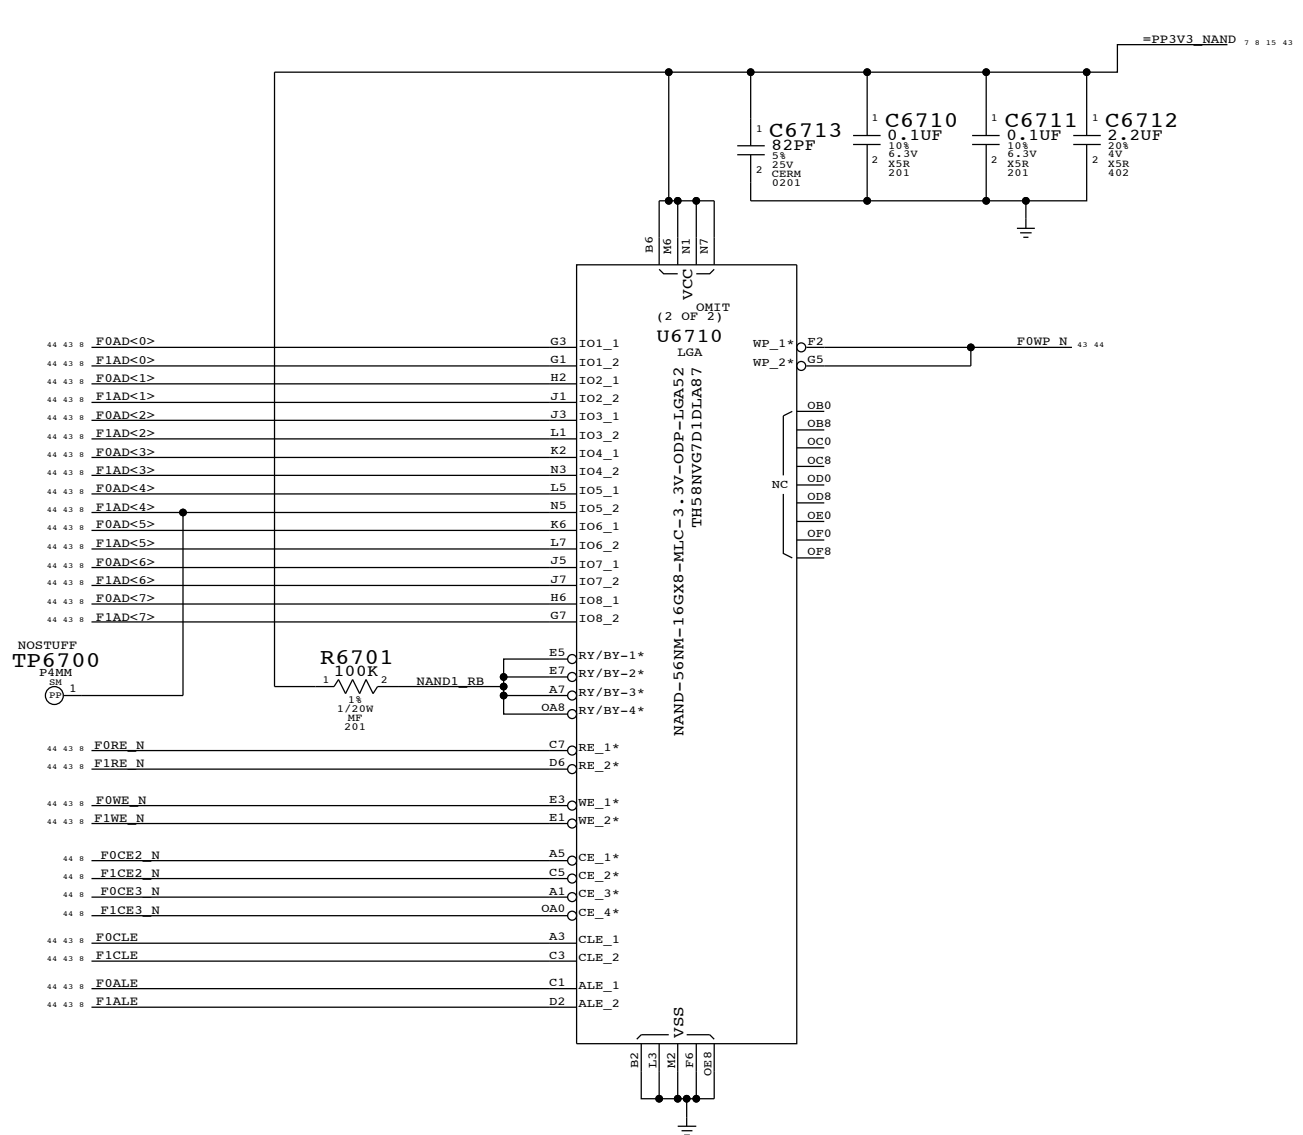 =PP3V3_NAND 7 8 15 43
1 C6713
82PF
5%
25V
CERM
0201
2
1 C6710
0.1UF
10%
6.3V
X5R
201
2
1 C6711
0.1UF
10%
6.3V
X5R
201
2
1 C6712
2.2UF
20%
4V
X5R
402
2
B6 M6 N1 N7
VCC
OMIT
(2 OF 2)
U6710
LGA
NAND-56NM-16GX8-MLC-3.3V-ODP-LGA52
TH58NVG7D1DLA87
44 43 8 F0AD<0> G3 IO1_1
44 43 8 F1AD<0> G1 IO1_2
44 43 8 F0AD<1> H2 IO2_1
44 43 8 F1AD<1> J1 IO2_2
44 43 8 F0AD<2> J3 IO3_1
44 43 8 F1AD<2> L1 IO3_2
44 43 8 F0AD<3> K2 IO4_1
44 43 8 F1AD<3> N3 IO4_2
44 43 8 F0AD<4> L5 IO5_1
44 43 8 F1AD<4> N5 IO5_2
44 43 8 F0AD<5> K6 IO6_1
44 43 8 F1AD<5> L7 IO6_2
44 43 8 F0AD<6> J5 IO7_1
44 43 8 F1AD<6> J7 IO7_2
44 43 8 F0AD<7> H6 IO8_1
44 43 8 F1AD<7> G7 IO8_2
WP_1* F2 F0WP_N 43 44
WP_2* G5
NC
OB0
OB8
OC0
OC8
OD0
OD8
OE0
OF0
OF8
NOSTUFF
TP6700
P4MM
SM
PP 1
R6701
100K
1 2
1%
1/20W
MF
201
NAND1_RB
E5 RY/BY-1*
E7 RY/BY-2*
A7 RY/BY-3*
OA8 RY/BY-4*
44 43 8 F0RE_N C7 RE_1*
44 43 8 F1RE_N D6 RE_2*
44 43 8 F0WE_N E3 WE_1*
44 43 8 F1WE_N E1 WE_2*
44 8 F0CE2_N A5 CE_1*
44 8 F1CE2_N C5 CE_2*
44 8 F0CE3_N A1 CE_3*
44 8 F1CE3_N OA0 CE_4*
44 43 8 F0CLE A3 CLE_1
44 43 8 F1CLE C3 CLE_2
44 43 8 F0ALE C1 ALE_1
44 43 8 F1ALE D2 ALE_2
VSS
B2 L3 M2 F6 OE8